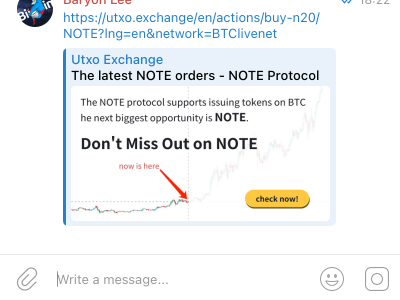 Baryon Lee
18:22
https://utxo.exchange/en/actions/buy-n20/
NOTE?lng=en&network=BTClivenet
Utxo Exchange
The latest NOTE orders - NOTE Protocol
The NOTE protocol supports issuing tokens on BTC
he next biggest opportunity is NOTE.
Don't Miss Out on NOTE
now is here
check now!
Write a message...